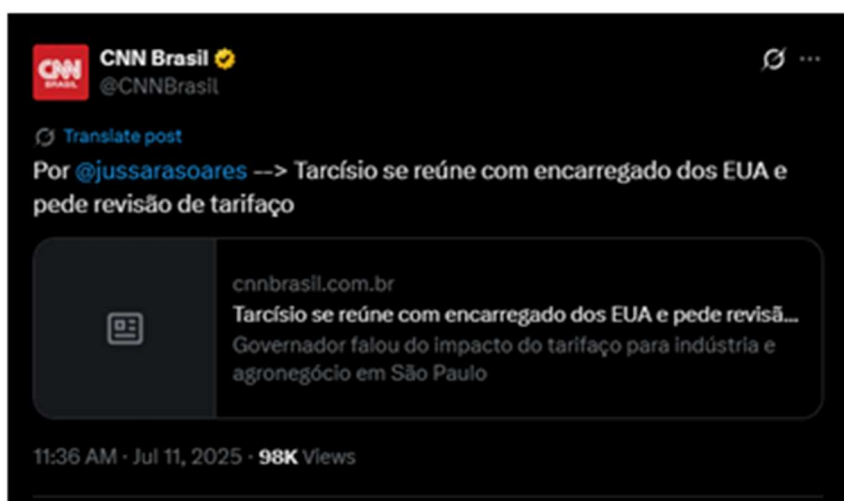 CNN Brasil
CNN
BRASIL
@CNNBrasil
Translate post
Por @jussarasoares --> Tarcísio se reúne com encarregado dos EUA e
pede revisão de tarifaço
cnnbrasil.com.br
Tarcísio se reúne com encarregado dos EUA e pede revisã...
Governador falou do impacto do tarifaço para indústria e
agronegócio em São Paulo
11:36 AM · Jul 11, 2025 · 98K Views